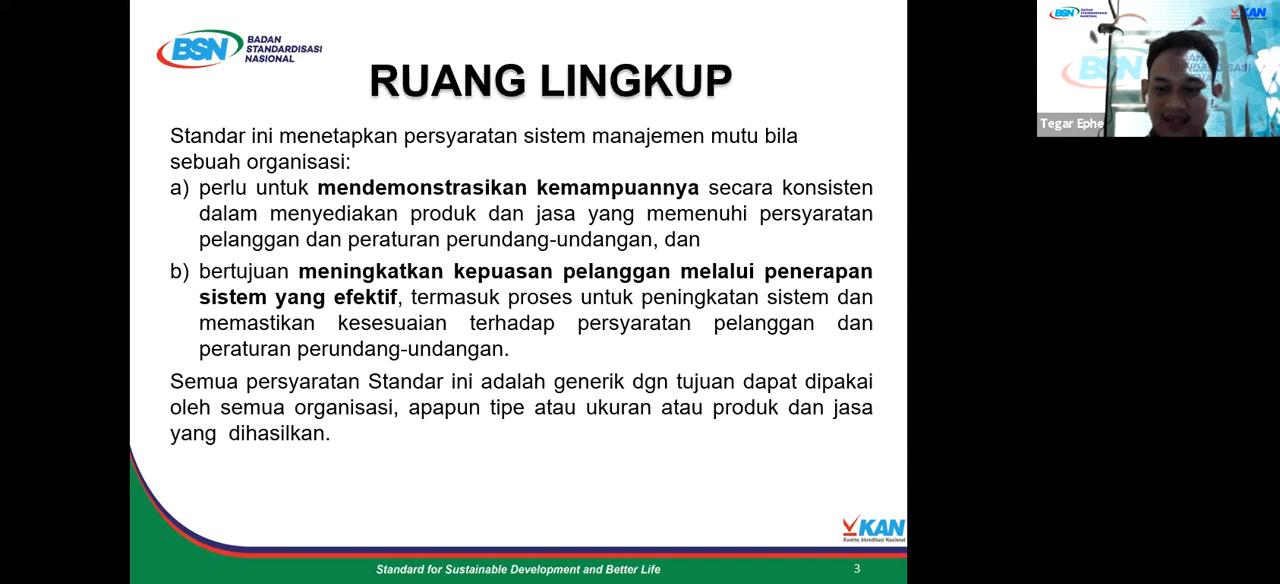 BSN BADAN
STANDARDISASI
NASIONAL
RUANG LINGKUP
Standar ini menetapkan persyaratan sistem manajemen mutu bila
sebuah organisasi:
a) perlu untuk mendemonstrasikan kemampuannya secara konsisten
dalam menyediakan produk dan jasa yang memenuhi persyaratan
pelanggan dan peraturan perundang-undangan, dan
b) bertujuan meningkatkan kepuasan pelanggan melalui penerapan
sistem yang efektif, termasuk proses untuk peningkatan sistem dan
memastikan kesesuaian terhadap persyaratan pelanggan dan
peraturan perundang-undangan.
Semua persyaratan Standar ini adalah generik dgn tujuan dapat dipakai
oleh semua organisasi, apapun tipe atau ukuran atau produk dan jasa
yang dihasilkan.
KAN
Komite Akreditasi Nasional
Standard for Sustainable Development and Better Life
3
BSN
KAN
BSN
Tegar Ephe